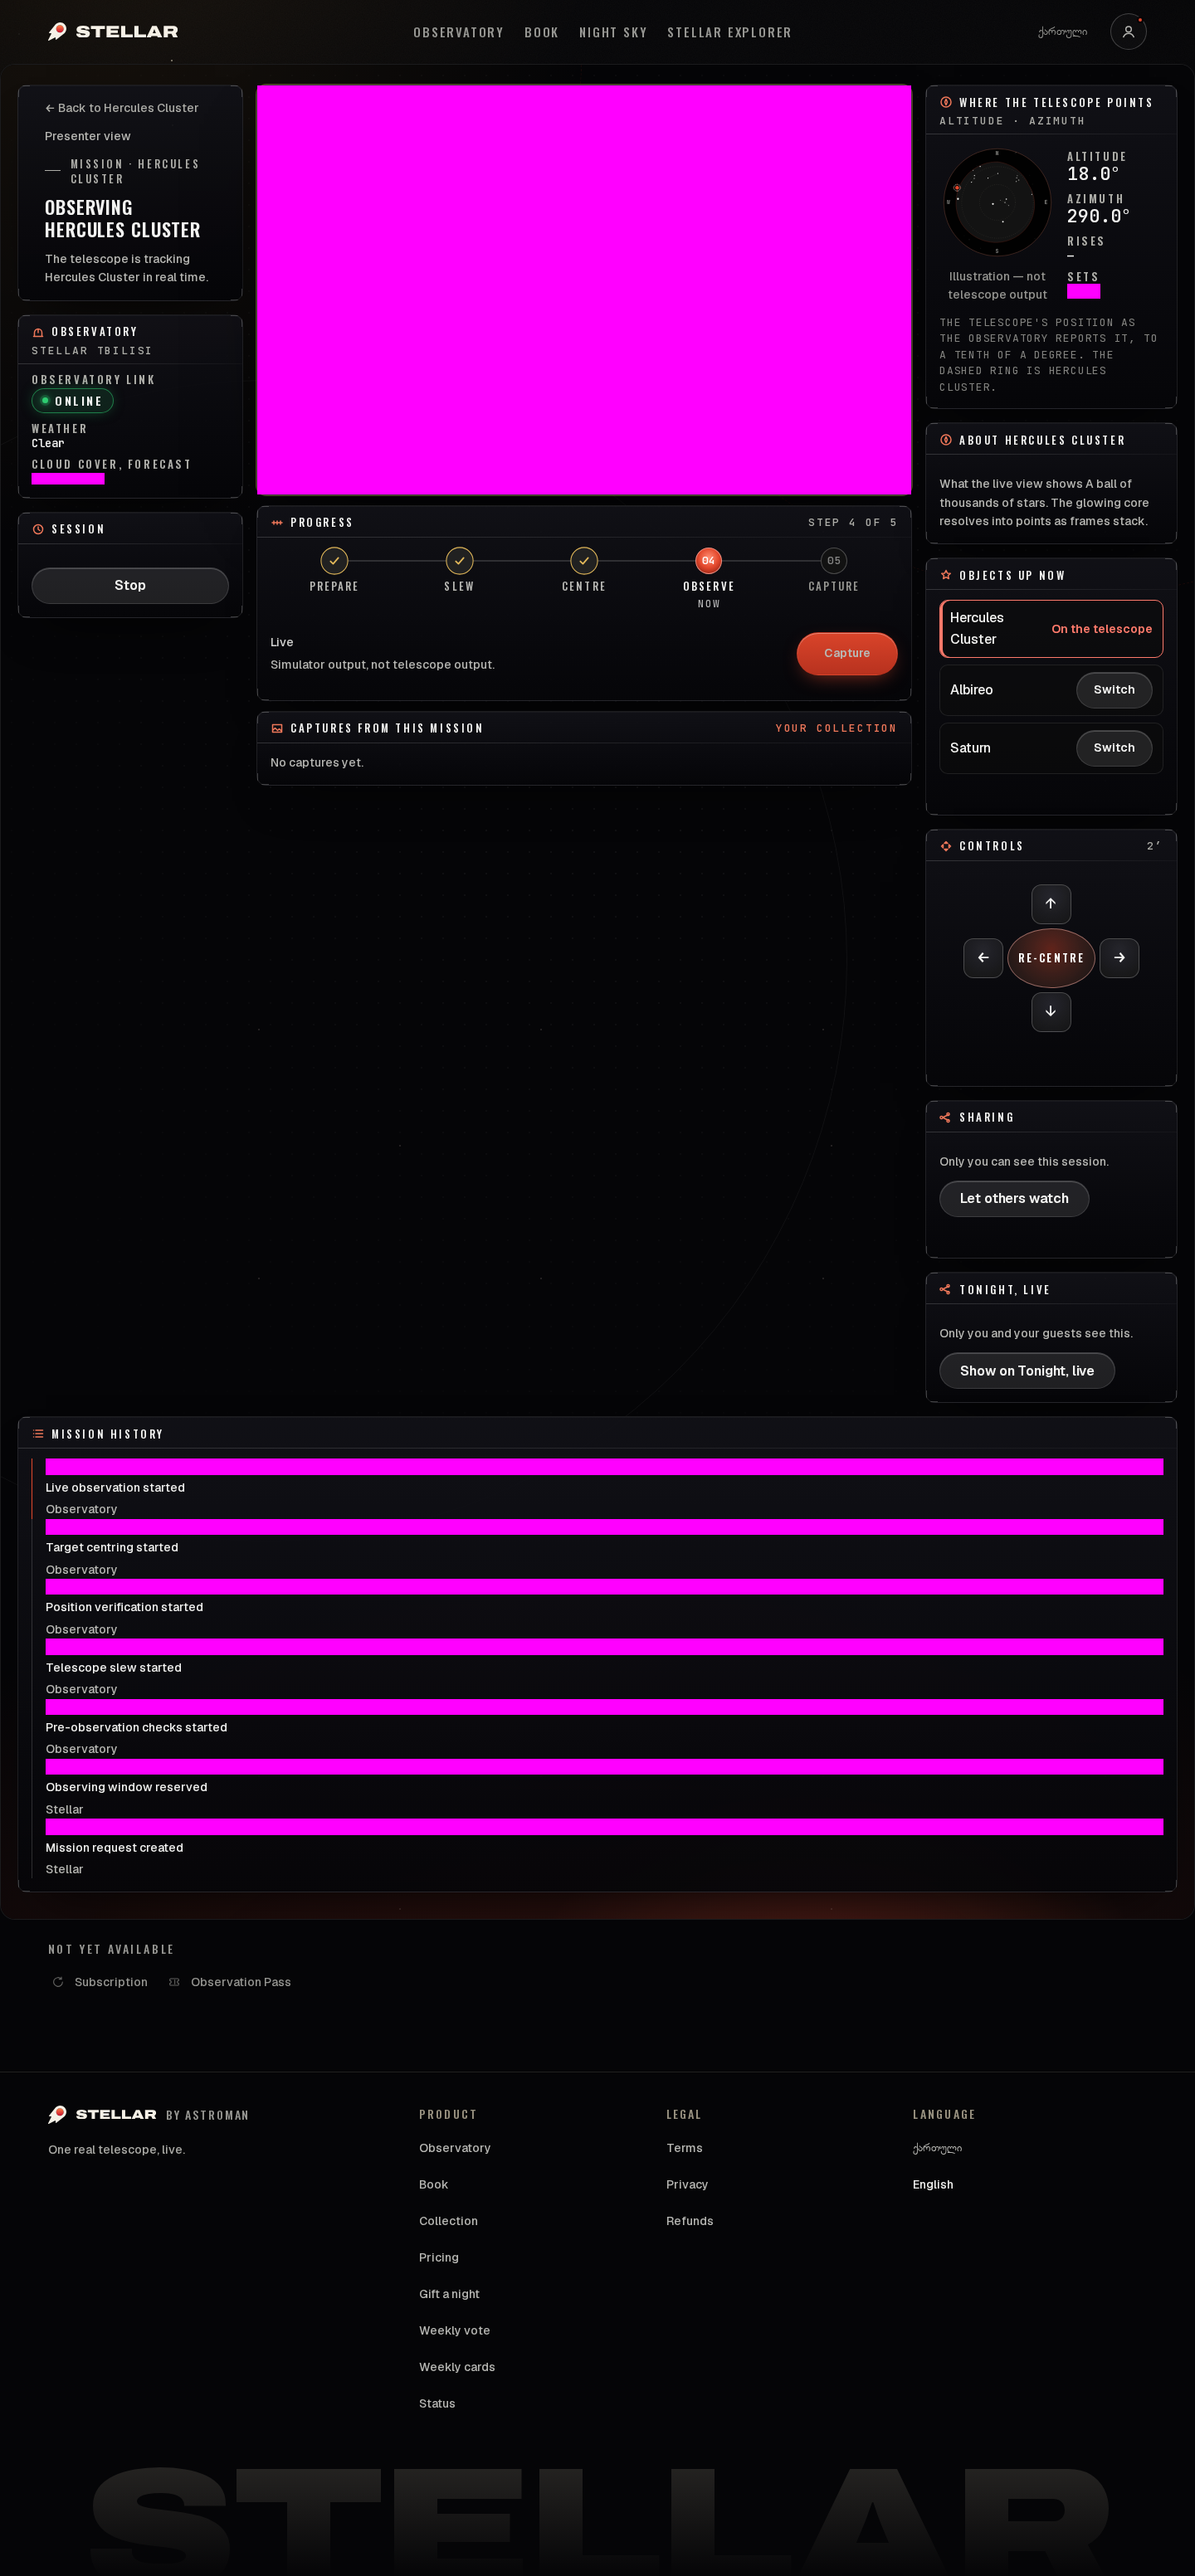 STELLAR
OBSERVATORY BOOK NIGHT SKY STELLAR EXPLORER
ქართული
← Back to Hercules Cluster
Presenter view
MISSION · HERCULES
CLUSTER
OBSERVING
HERCULES CLUSTER
The telescope is tracking
Hercules Cluster in real time.
OBSERVATORY
STELLAR TBILISI
OBSERVATORY LINK
ONLINE
WEATHER
Clear
CLOUD COVER, FORECAST
SESSION
Stop
PROGRESS
STEP 4 OF 5
PREPARE
SLEW
CENTRE
04
OBSERVE
NOW
05
CAPTURE
Live
Simulator output, not telescope output.
Capture
CAPTURES FROM THIS MISSION
YOUR COLLECTION
No captures yet.
WHERE THE TELESCOPE POINTS
ALTITUDE · AZIMUTH
N
E
S
W
Illustration — not
telescope output
ALTITUDE
18.0°
AZIMUTH
290.0°
RISES
—
SETS
THE TELESCOPE'S POSITION AS
THE OBSERVATORY REPORTS IT, TO
A TENTH OF A DEGREE. THE
DASHED RING IS HERCULES
CLUSTER.
ABOUT HERCULES CLUSTER
What the live view shows A ball of
thousands of stars. The glowing core
resolves into points as frames stack.
OBJECTS UP NOW
Hercules
Cluster
On the telescope
Albireo
Switch
Saturn
Switch
CONTROLS
2′
↑
←
RE-CENTRE
→
↓
SHARING
Only you can see this session.
Let others watch
TONIGHT, LIVE
Only you and your guests see this.
Show on Tonight, live
MISSION HISTORY
Live observation started
Observatory
Target centring started
Observatory
Position verification started
Observatory
Telescope slew started
Observatory
Pre-observation checks started
Observatory
Observing window reserved
Stellar
Mission request created
Stellar
NOT YET AVAILABLE
Subscription
Observation Pass
STELLAR BY ASTROMAN
One real telescope, live.
PRODUCT
Observatory
Book
Collection
Pricing
Gift a night
Weekly vote
Weekly cards
Status
LEGAL
Terms
Privacy
Refunds
LANGUAGE
ქართული
English
STELLAR